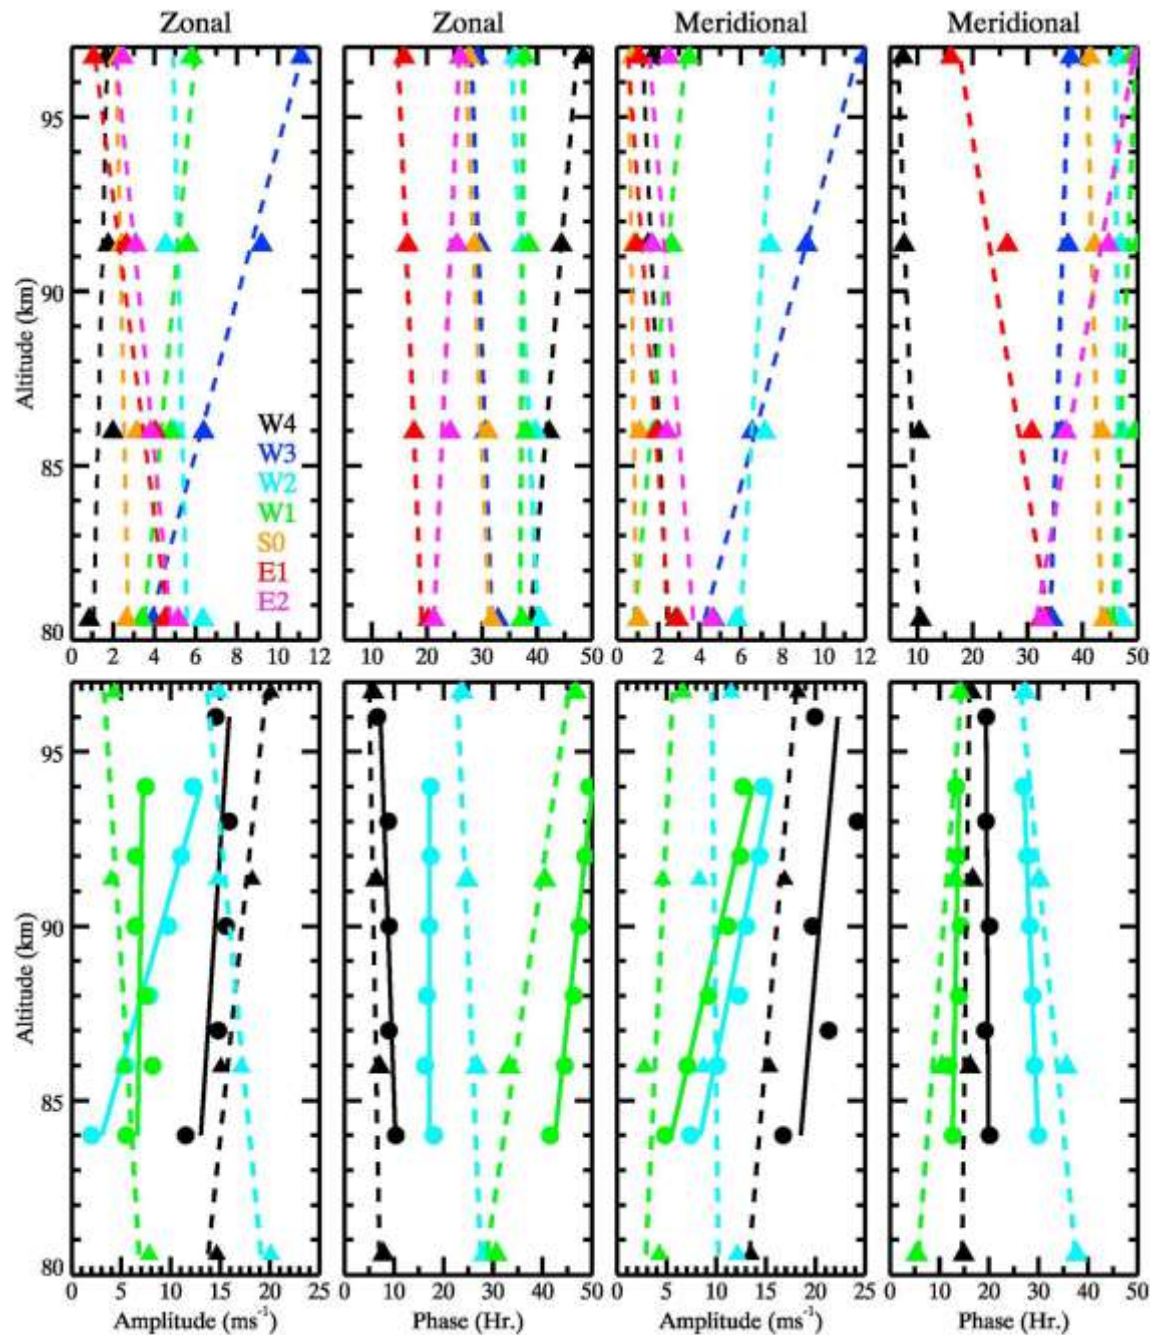 Zonal Zonal Meridional Meridional
95
90
85
80
Altitude (km)
W4
W3
W2
W1
S0
E1
E2
0 2 4 6 8 10 12 0 10 20 30 40 50 0 2 4 6 8 10 12 10 20 30 40 50
95
90
85
80
Altitude (km)
0 5 10 15 20 25 0 10 20 30 40 50 0 5 10 15 20 25 0 10 20 30 40 50
Amplitude (ms⁻¹) Phase (Hr.) Amplitude (ms⁻¹) Phase (Hr.)